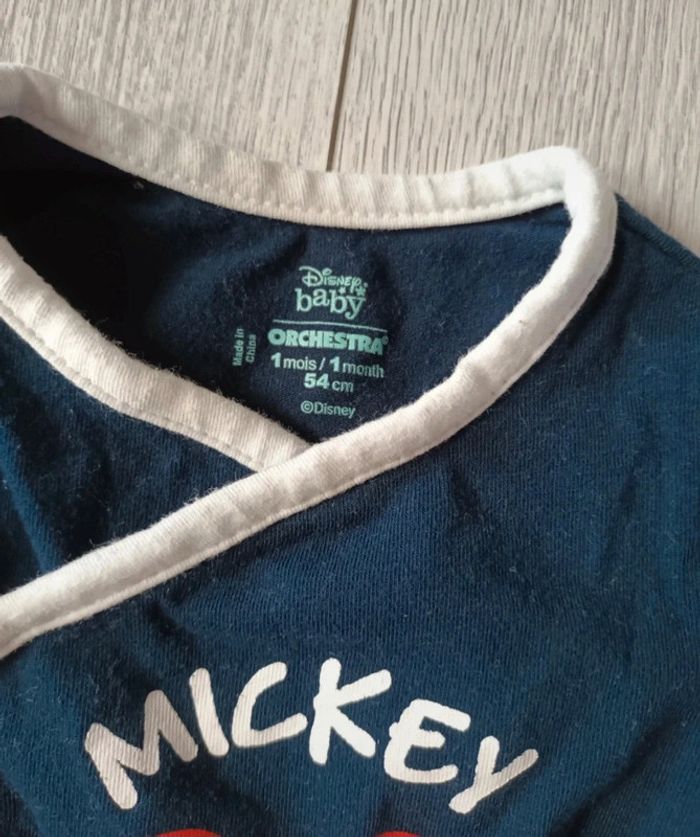 Disney
baby
ORCHESTRA®
Made in
China
1 mois / 1 month
54 cm
©Disney
MICKEY